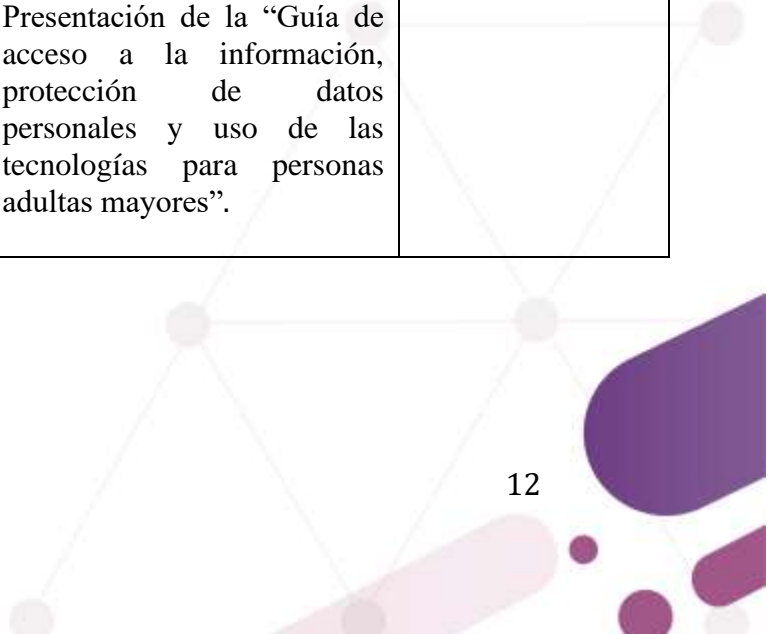 Presentación de la “Guía de
acceso a la información,
protección de datos
personales y uso de las
tecnologías para personas
adultas mayores”.
12